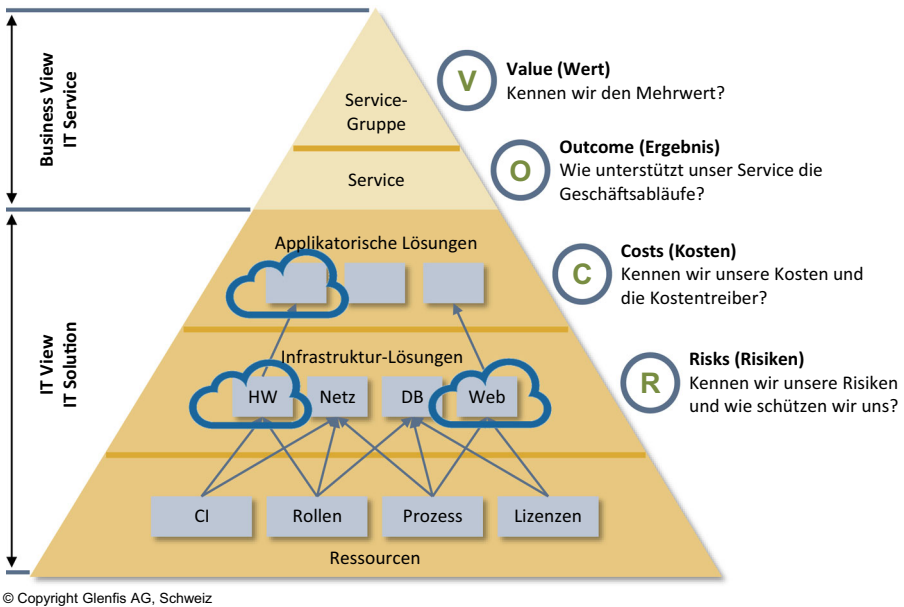 Business View
IT Service
IT View
IT Solution
Service-
Gruppe
Service
Applikatorische Lösungen
Infrastruktur-Lösungen
HW
Netz
DB
Web
CI
Rollen
Prozess
Lizenzen
Ressourcen
V
Value (Wert)
Kennen wir den Mehrwert?
O
Outcome (Ergebnis)
Wie unterstützt unser Service die
Geschäftsabläufe?
C
Costs (Kosten)
Kennen wir unsere Kosten und
die Kostentreiber?
R
Risks (Risiken)
Kennen wir unsere Risiken
und wie schützen wir uns?
© Copyright Glenfis AG, Schweiz